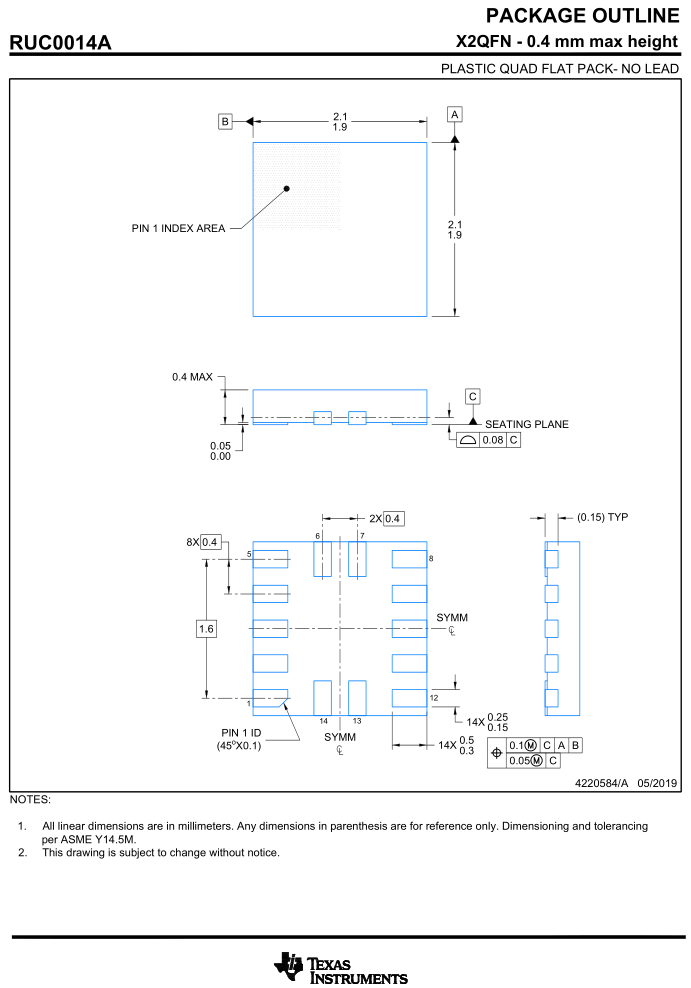 PACKAGE OUTLINE
RUC0014A
X2QFN - 0.4 mm max height
PLASTIC QUAD FLAT PACK- NO LEAD
B
2.1
1.9
A
PIN 1 INDEX AREA
2.1
1.9
0.4 MAX
C
SEATING PLANE
0.08 C
0.05
0.00
2X 0.4
(0.15) TYP
6
7
8X 0.4
5
8
1.6
SYMM
℄
1
12
14
13
14X 0.25
0.15
PIN 1 ID
(45°X0.1)
SYMM
℄
14X 0.5
0.3
0.1Ⓜ C A B
0.05Ⓜ C
4220584/A 05/2019
NOTES:
1. All linear dimensions are in millimeters. Any dimensions in parenthesis are for reference only. Dimensioning and tolerancing
per ASME Y14.5M.
2. This drawing is subject to change without notice.
TEXAS
INSTRUMENTS